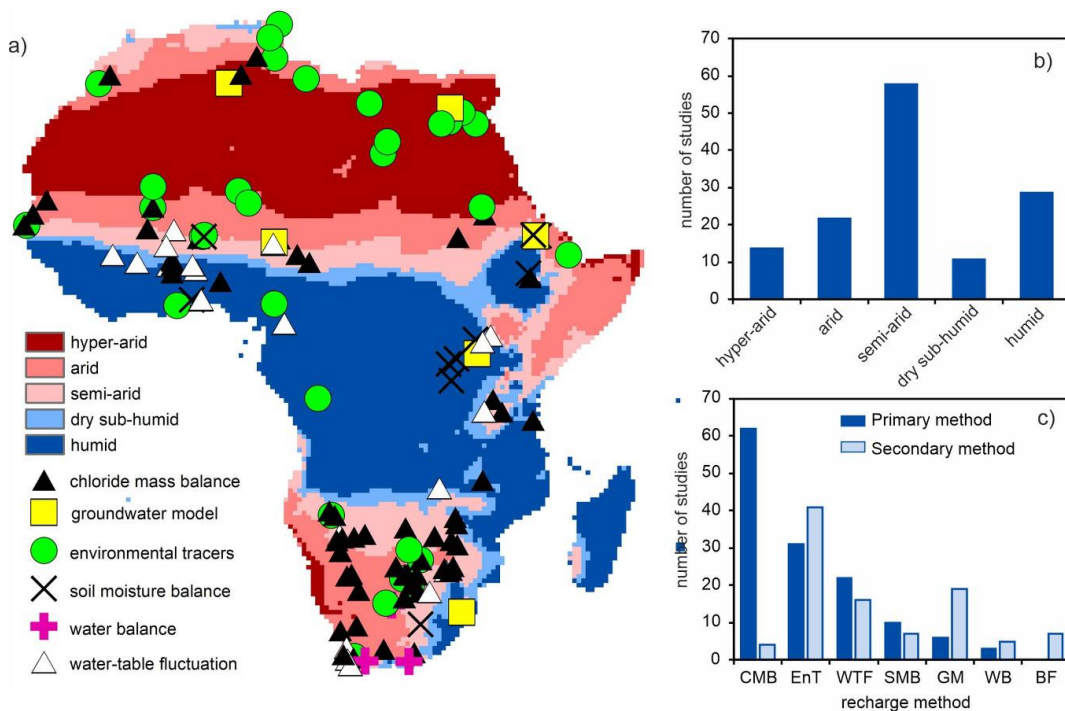 a)
hyper-arid
arid
semi-arid
dry sub-humid
humid
chloride mass balance
groundwater model
environmental tracers
soil moisture balance
water balance
water-table fluctuation
b)
number of studies
70
60
50
40
30
20
10
0
hyper-arid
arid
semi-arid
dry sub-humid
humid
c)
Primary method
Secondary method
number of studies
70
60
50
40
30
20
10
0
CMB EnT WTF SMB GM WB BF
recharge method